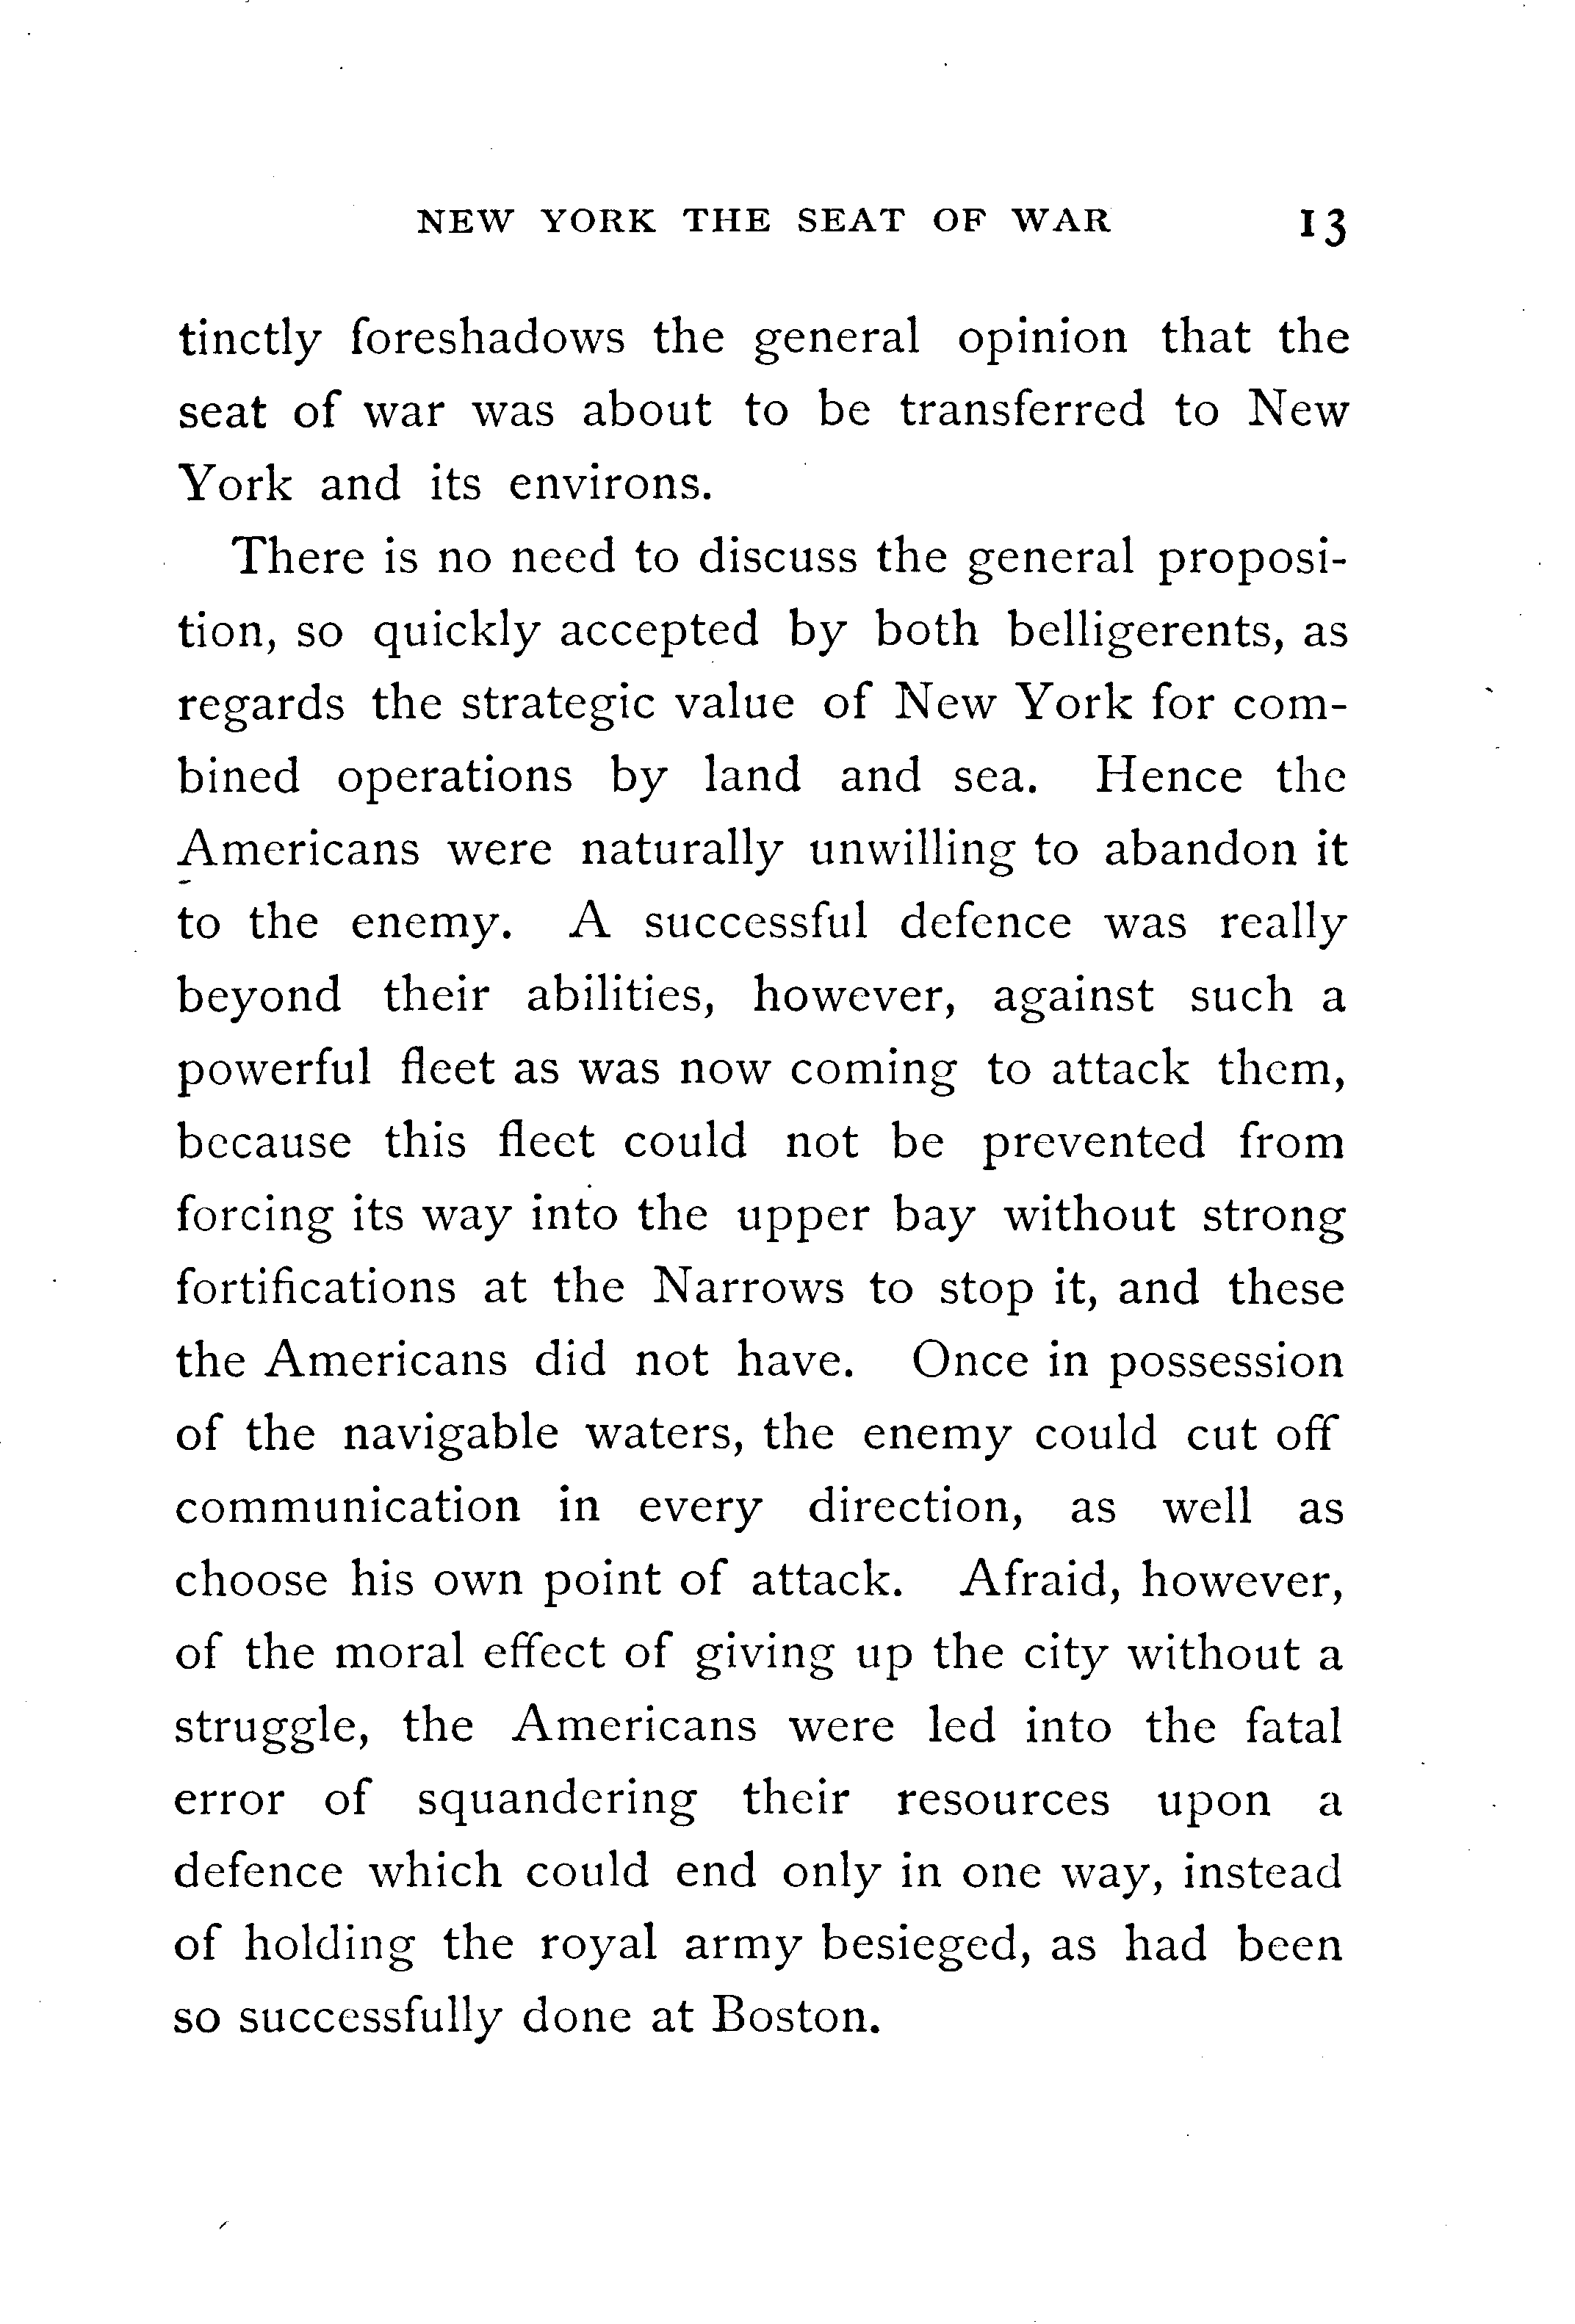 NEW YORK THE SEAT OF WAR 13
tinctly foreshadows the general opinion that the
seat of war was about to be transferred to New
York and its environs.
There is no need to discuss the general proposi-
tion, so quickly accepted by both belligerents, as
regards the strategic value of New York for com-
bined operations by land and sea. Hence the
Americans were naturally unwilling to abandon it
to the enemy. A successful defence was really
beyond their abilities, however, against such a
powerful fleet as was now coming to attack them,
because this fleet could not be prevented from
forcing its way into the upper bay without strong
fortifications at the Narrows to stop it, and these
the Americans did not have. Once in possession
of the navigable waters, the enemy could cut off
communication in every direction, as well as
choose his own point of attack. Afraid, however,
of the moral effect of giving up the city without a
struggle, the Americans were led into the fatal
error of squandering their resources upon a
defence which could end only in one way, instead
of holding the royal army besieged, as had been
so successfully done at Boston.